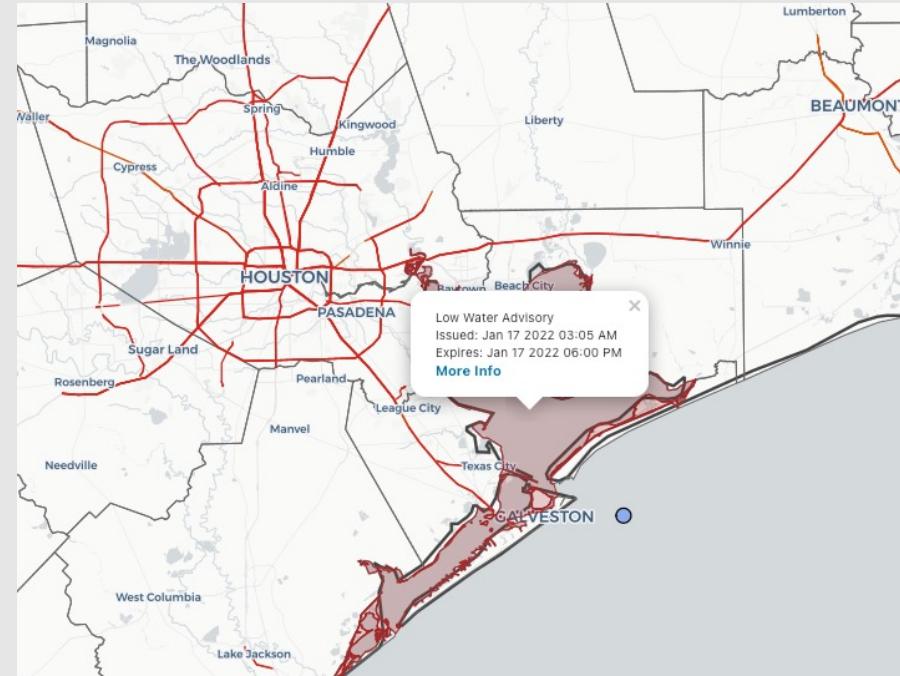 Lumberton
Magnolia
The Woodlands
BEAUMONT
Spring
Waller
Liberty
Kingwood
Humble
Cypress
Aldine
Winnie
HOUSTON
Baytown
Beach City
PASADENA
Low Water Advisory
Issued: Jan 17 2022 03:05 AM
Expires: Jan 17 2022 06:00 PM
More Info
Sugar Land
Rosenberg
Pearland
League City
Manvel
Needville
Texas City
GALVESTON
West Columbia
Lake Jackson